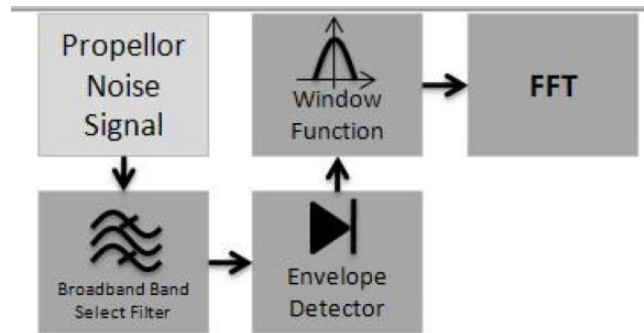 Propellor
Noise
Signal
Window
Function
FFT
Broadband Band
Select Filter
Envelope
Detector